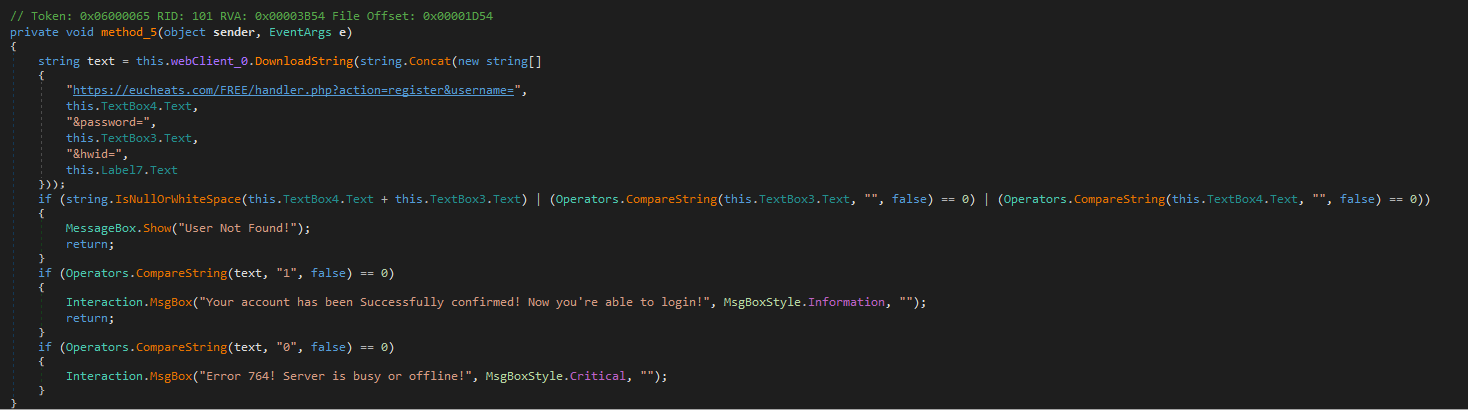 // Token: 0x06000065 RID: 101 RVA: 0x00003B54 File Offset: 0x00001D54
private void method_5(object sender, EventArgs e)
{
    string text = this.webClient_0.DownloadString(string.Concat(new string[]
    {
        "https://eucheats.com/FREE/handler.php?action=register&username=",
        this.TextBox4.Text,
        "&password=",
        this.TextBox3.Text,
        "&hwid=",
        this.Label7.Text
    }));
    if (string.IsNullOrWhiteSpace(this.TextBox4.Text + this.TextBox3.Text) | (Operators.CompareString(this.TextBox3.Text, "", false) == 0) | (Operators.CompareString(this.TextBox4.Text, "", false) == 0))
    {
        MessageBox.Show("User Not Found!");
        return;
    }
    if (Operators.CompareString(text, "1", false) == 0)
    {
        Interaction.MsgBox("Your account has been Successfully confirmed! Now you're able to login!", MsgBoxStyle.Information, "");
        return;
    }
    if (Operators.CompareString(text, "0", false) == 0)
    {
        Interaction.MsgBox("Error 764! Server is busy or offline!", MsgBoxStyle.Critical, "");
    }
}